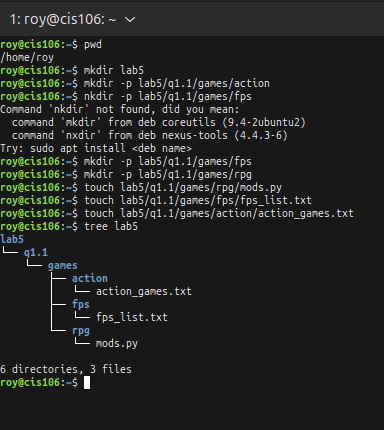 1: roy@cis106: ~
roy@cis106:~$ pwd
/home/roy
roy@cis106:~$ mkdir lab5
roy@cis106:~$ mkdir -p lab5/q1.1/games/action
roy@cis106:~$ nkdir -p lab5/q1.1/games/fps
Command 'nkdir' not found, did you mean:
  command 'mkdir' from deb coreutils (9.4-2ubuntu2)
  command 'nxdir' from deb nexus-tools (4.4.3-6)
Try: sudo apt install <deb name>
roy@cis106:~$ mkdir -p lab5/q1.1/games/fps
roy@cis106:~$ mkdir -p lab5/q1.1/games/rpg
roy@cis106:~$ touch lab5/q1.1/games/rpg/mods.py
roy@cis106:~$ touch lab5/q1.1/games/fps/fps_list.txt
roy@cis106:~$ touch lab5/q1.1/games/action/action_games.txt
roy@cis106:~$ tree lab5
lab5
└── q1.1
    └── games
        ├── action
        │   └── action_games.txt
        ├── fps
        │   └── fps_list.txt
        └── rpg
            └── mods.py
6 directories, 3 files
roy@cis106:~$